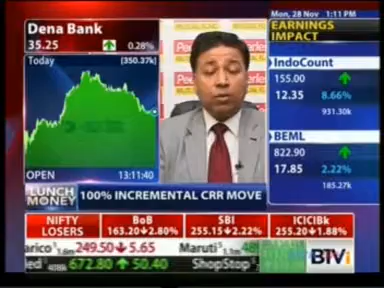 Dena Bank
35.25 0.28%
Today [350.37k]
OPEN 13:11:40
Mon, 28 Nov 1:11 PM
EARNINGS
IMPACT
IndoCount
155.00
12.35 8.66%
931.30k
BEML
822.90
17.85 2.22%
185.27k
LUNCH
MONEY
100% INCREMENTAL CRR MOVE
NIFTY
LOSERS
BoB
163.20 2.80%
SBI
255.15 2.22%
ICICIBk
255.20 1.88%
arico 249.50 5.65 Maruti
672.80 50.40 ShopStop
BTVi